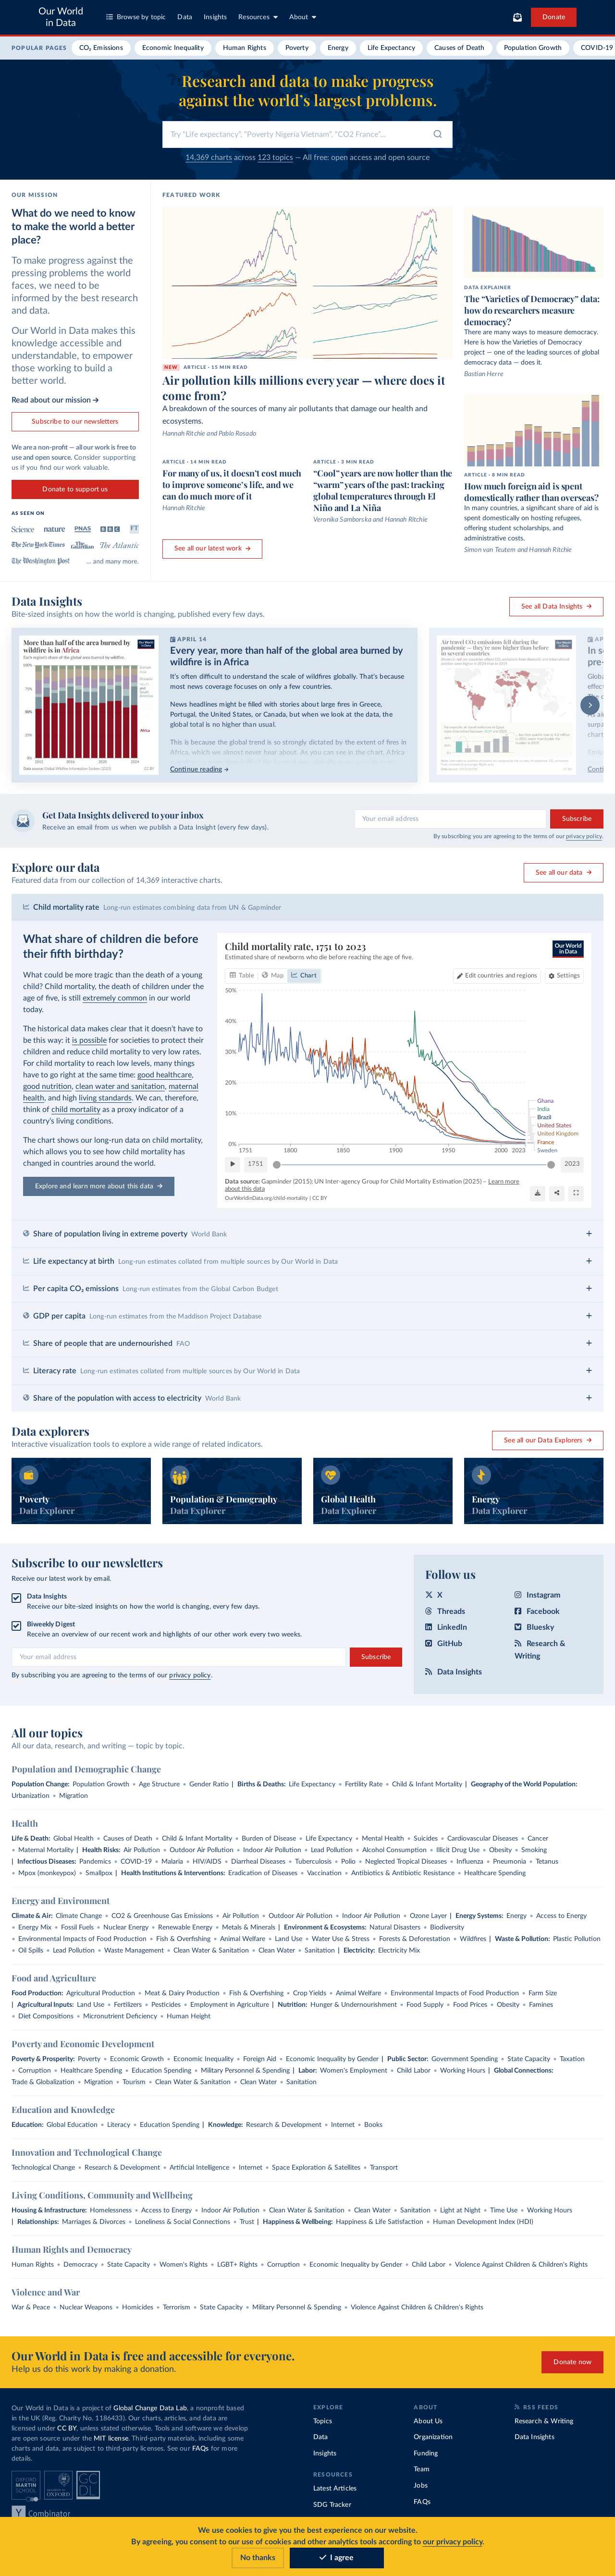 Our World
in Data
Browse by topic
Data
Insights
Resources
About
Donate
POPULAR PAGES
CO₂ Emissions
Economic Inequality
Human Rights
Poverty
Energy
Life Expectancy
Causes of Death
Population Growth
COVID-19
Research and data to make progress
against the world's largest problems.
Try "Life expectancy", "Poverty Nigeria Vietnam", "CO2 France"...
14,369 charts across 123 topics — All free: open access and open source
OUR MISSION
What do we need to know
to make the world a better
place?
To make progress against the
pressing problems the world
faces, we need to be
informed by the best research
and data.
Our World in Data makes this
knowledge accessible and
understandable, to empower
those working to build a
better world.
Read about our mission
Subscribe to our newsletters
We are a non-profit — all our work is free to
use and open source. Consider supporting
us if you find our work valuable.
Donate to support us
AS SEEN ON
Science
nature
PNAS
BBC
FT
The New York Times
The Guardian
The Atlantic
The Washington Post
... and many more.
FEATURED WORK
NEW ARTICLE · 15 MIN READ
Air pollution kills millions every year — where does it
come from?
A breakdown of the sources of many air pollutants that damage our health and
ecosystems.
Hannah Ritchie and Pablo Rosado
ARTICLE · 14 MIN READ
For many of us, it doesn't cost much
to improve someone's life, and we
can do much more of it
Hannah Ritchie
ARTICLE · 3 MIN READ
"Cool" years are now hotter than the
"warm" years of the past: tracking
global temperatures through El
Niño and La Niña
Veronika Samborska and Hannah Ritchie
See all our latest work
DATA EXPLAINER
The "Varieties of Democracy" data:
how do researchers measure
democracy?
There are many ways to measure democracy.
Here is how the Varieties of Democracy
project — one of the leading sources of global
democracy data — does it.
Bastian Herre
ARTICLE · 8 MIN READ
How much foreign aid is spent
domestically rather than overseas?
In many countries, a significant share of aid is
spent domestically on hosting refugees,
offering student scholarships, and
administrative costs.
Simon van Teutem and Hannah Ritchie
Data Insights
Bite-sized insights on how the world is changing, published every few days.
See all Data Insights
More than half of the area burned by
wildfire is in Africa
Africa
APRIL 14
Every year, more than half of the global area burned by
wildfire is in Africa
It's often difficult to understand the scale of wildfires globally. That's because
most news coverage focuses on only a few countries.
News headlines might be filled with stories about large fires in Greece,
Portugal, the United States, or Canada, but when we look at the data, the
global total is no higher than usual.
This is because the global trend is so strongly dictated by the extent of fires in
Africa, which we almost never hear about. As you can see in the chart, Africa
Continue reading
Air travel CO2 emissions fell during the
pandemic — they're now higher than before
in several countries
Get Data Insights delivered to your inbox
Receive an email from us when we publish a Data Insight (every few days).
Your email address
Subscribe
By subscribing you are agreeing to the terms of our privacy policy.
Explore our data
Featured data from our collection of 14,369 interactive charts.
See all our data
Child mortality rate Long-run estimates combining data from UN & Gapminder
What share of children die before
their fifth birthday?
What could be more tragic than the death of a young
child? Child mortality, the death of children under the
age of five, is still extremely common in our world
today.
The historical data makes clear that it doesn't have to
be this way: it is possible for societies to protect their
children and reduce child mortality to very low rates.
For child mortality to reach low levels, many things
have to go right at the same time: good healthcare,
good nutrition, clean water and sanitation, maternal
health, and high living standards. We can, therefore,
think of child mortality as a proxy indicator of a
country's living conditions.
The chart shows our long-run data on child mortality,
which allows you to see how child mortality has
changed in countries around the world.
Explore and learn more about this data
Child mortality rate, 1751 to 2023
Estimated share of newborns who die before reaching the age of five.
Our World
in Data
Table
Map
Chart
Edit countries and regions
Settings
50%
40%
30%
20%
10%
0%
1751
1800
1850
1900
1950
2000
2023
Ghana
India
Brazil
United States
United Kingdom
France
Sweden
1751
2023
Data source: Gapminder (2015); UN Inter-agency Group for Child Mortality Estimation (2025) – Learn more
about this data
OurWorldinData.org/child-mortality | CC BY
Share of population living in extreme poverty World Bank
Life expectancy at birth Long-run estimates collated from multiple sources by Our World in Data
Per capita CO₂ emissions Long-run estimates from the Global Carbon Budget
GDP per capita Long-run estimates from the Maddison Project Database
Share of people that are undernourished FAO
Literacy rate Long-run estimates collated from multiple sources by Our World in Data
Share of the population with access to electricity World Bank
Data explorers
Interactive visualization tools to explore a wide range of related indicators.
See all our Data Explorers
Poverty
Data Explorer
Population & Demography
Data Explorer
Global Health
Data Explorer
Energy
Data Explorer
Subscribe to our newsletters
Receive our latest work by email.
Data Insights
Receive our bite-sized insights on how the world is changing, every few days.
Biweekly Digest
Receive an overview of our recent work and highlights of our other work every two weeks.
Your email address
Subscribe
By subscribing you are agreeing to the terms of our privacy policy.
Follow us
X
Threads
LinkedIn
GitHub
Data Insights
Instagram
Facebook
Bluesky
Research &
Writing
All our topics
All our data, research, and writing — topic by topic.
Population and Demographic Change
Population Change: Population Growth • Age Structure • Gender Ratio | Births & Deaths: Life Expectancy • Fertility Rate • Child & Infant Mortality | Geography of the World Population:
Urbanization • Migration
Health
Life & Death: Global Health • Causes of Death • Child & Infant Mortality • Burden of Disease • Life Expectancy • Mental Health • Suicides • Cardiovascular Diseases • Cancer
• Maternal Mortality | Health Risks: Air Pollution • Outdoor Air Pollution • Indoor Air Pollution • Lead Pollution • Alcohol Consumption • Illicit Drug Use • Obesity • Smoking
| Infectious Diseases: Pandemics • COVID-19 • Malaria • HIV/AIDS • Diarrheal Diseases • Tuberculosis • Polio • Neglected Tropical Diseases • Influenza • Pneumonia • Tetanus
• Mpox (monkeypox) • Smallpox | Health Institutions & Interventions: Eradication of Diseases • Vaccination • Antibiotics & Antibiotic Resistance • Healthcare Spending
Energy and Environment
Climate & Air: Climate Change • CO2 & Greenhouse Gas Emissions • Air Pollution • Outdoor Air Pollution • Indoor Air Pollution • Ozone Layer | Energy Systems: Energy • Access to Energy
• Energy Mix • Fossil Fuels • Nuclear Energy • Renewable Energy • Metals & Minerals | Environment & Ecosystems: Natural Disasters • Biodiversity
• Environmental Impacts of Food Production • Fish & Overfishing • Animal Welfare • Land Use • Water Use & Stress • Forests & Deforestation • Wildfires | Waste & Pollution: Plastic Pollution
• Oil Spills • Lead Pollution • Waste Management • Clean Water & Sanitation • Clean Water • Sanitation | Electricity: Electricity Mix
Food and Agriculture
Food Production: Agricultural Production • Meat & Dairy Production • Fish & Overfishing • Crop Yields • Animal Welfare • Environmental Impacts of Food Production • Farm Size
| Agricultural Inputs: Land Use • Fertilizers • Pesticides • Employment in Agriculture | Nutrition: Hunger & Undernourishment • Food Supply • Food Prices • Obesity • Famines
• Diet Compositions • Micronutrient Deficiency • Human Height
Poverty and Economic Development
Poverty & Prosperity: Poverty • Economic Growth • Economic Inequality • Foreign Aid • Economic Inequality by Gender | Public Sector: Government Spending • State Capacity • Taxation
• Corruption • Healthcare Spending • Education Spending • Military Personnel & Spending | Labor: Women's Employment • Child Labor • Working Hours | Global Connections:
Trade & Globalization • Migration • Tourism • Clean Water & Sanitation • Clean Water • Sanitation
Education and Knowledge
Education: Global Education • Literacy • Education Spending | Knowledge: Research & Development • Internet • Books
Innovation and Technological Change
Technological Change • Research & Development • Artificial Intelligence • Internet • Space Exploration & Satellites • Transport
Living Conditions, Community and Wellbeing
Housing & Infrastructure: Homelessness • Access to Energy • Indoor Air Pollution • Clean Water & Sanitation • Clean Water • Sanitation • Light at Night • Time Use • Working Hours
| Relationships: Marriages & Divorces • Loneliness & Social Connections • Trust | Happiness & Wellbeing: Happiness & Life Satisfaction • Human Development Index (HDI)
Human Rights and Democracy
Human Rights • Democracy • State Capacity • Women's Rights • LGBT+ Rights • Corruption • Economic Inequality by Gender • Child Labor • Violence Against Children & Children's Rights
Violence and War
War & Peace • Nuclear Weapons • Homicides • Terrorism • State Capacity • Military Personnel & Spending • Violence Against Children & Children's Rights
Our World in Data is free and accessible for everyone.
Help us do this work by making a donation.
Donate now
Our World in Data is a project of Global Change Data Lab, a nonprofit based
in the UK (Reg. Charity No. 1186433). Our charts, articles, and data are
licensed under CC BY, unless stated otherwise. Tools and software we develop
are open source under the MIT license. Third-party materials, including some
charts and data, are subject to third-party licenses. See our FAQs for more
details.
OXFORD
MARTIN
SCHOOL
UNIVERSITY OF
OXFORD
GC
DL
Y Combinator
EXPLORE
Topics
Data
Insights
RESOURCES
Latest Articles
SDG Tracker
ABOUT
About Us
Organization
Funding
Team
Jobs
FAQs
RSS FEEDS
Research & Writing
Data Insights
We use cookies to give you the best experience on our website.
By agreeing, you consent to our use of cookies and other analytics tools according to our privacy policy.
No thanks
I agree